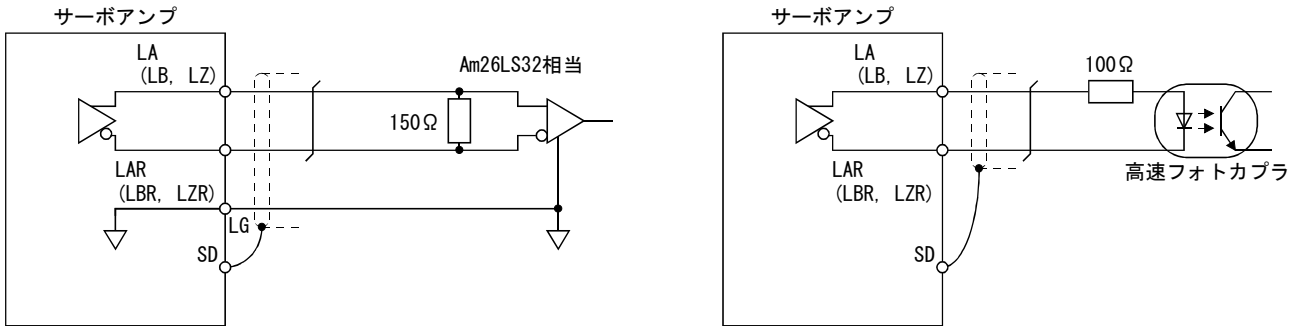 サーボアンプ
LA
(LB, LZ)
Am26LS32相当
150Ω
LAR
(LBR, LZR)
LG
SD
サーボアンプ
LA
(LB, LZ)
100Ω
高速フォトカプラ
LAR
(LBR, LZR)
SD